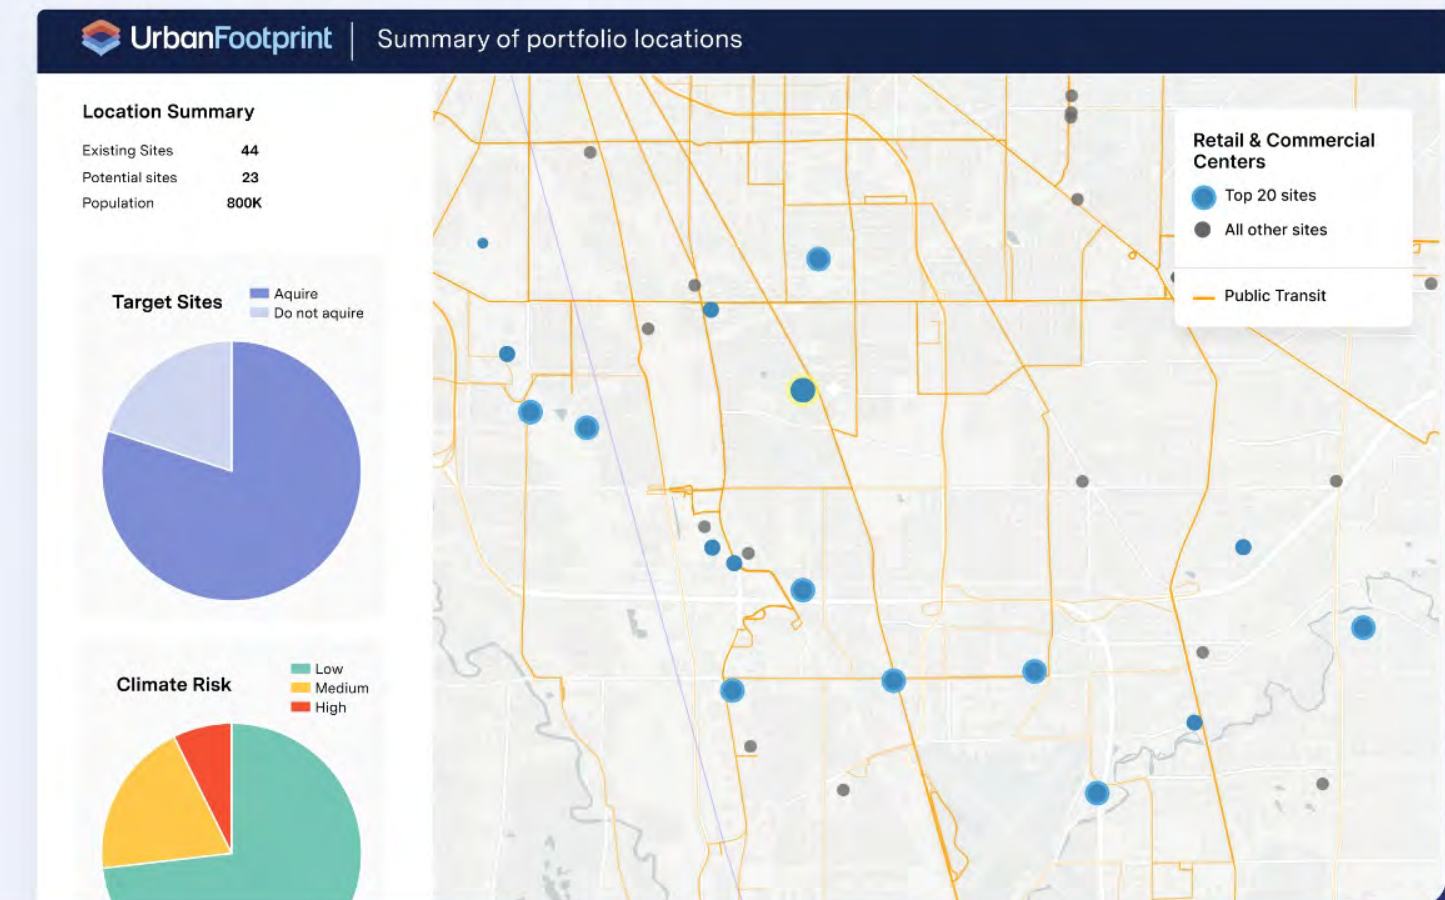 UrbanFootprint
Summary of portfolio locations
Location Summary
Existing Sites 44
Potential sites 23
Population 800K
Target Sites
Aquire
Do not aquire
Climate Risk
Low
Medium
High
Retail & Commercial
Centers
Top 20 sites
All other sites
Public Transit